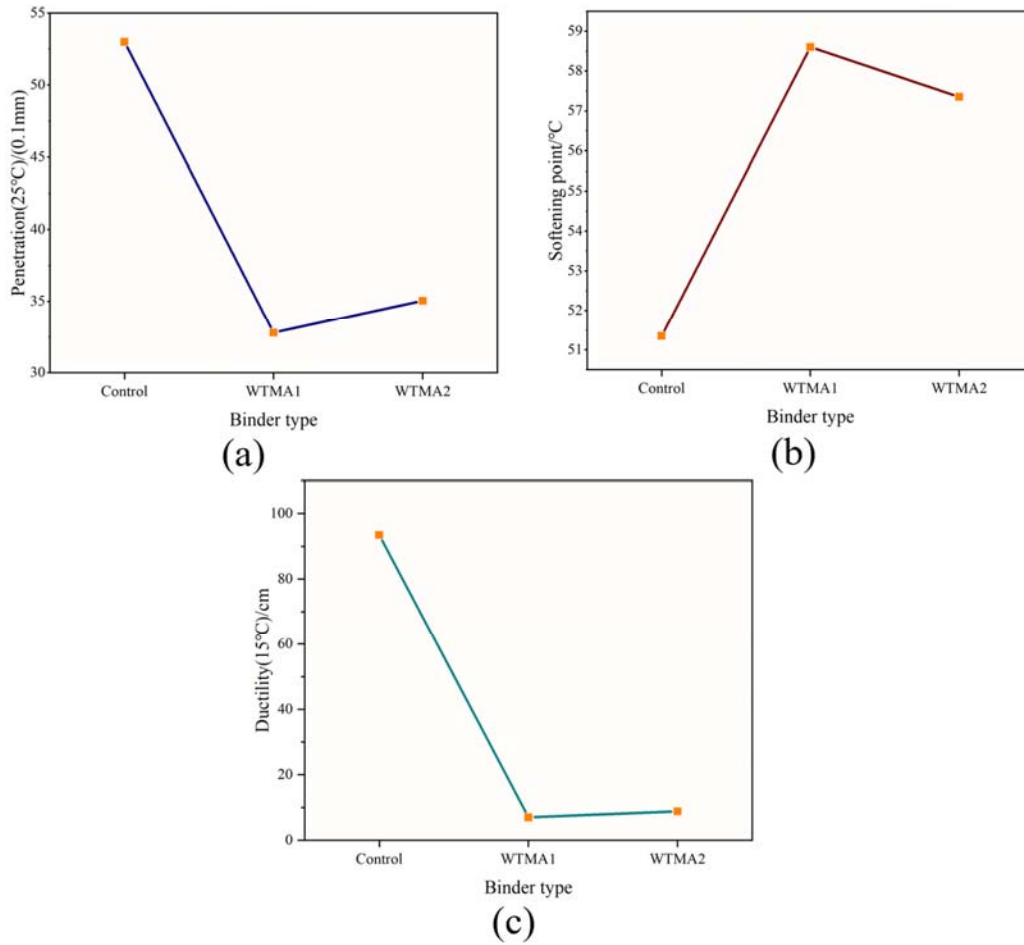 55
50
45
40
35
30
Penetration(25℃)/(0.1mm)
Control
WTMA1
WTMA2
Binder type
(a)
59
58
57
56
55
54
53
52
51
Softening point/℃
Control
WTMA1
WTMA2
Binder type
(b)
100
80
60
40
20
0
Ductility(15℃)/cm
Control
WTMA1
WTMA2
Binder type
(c)